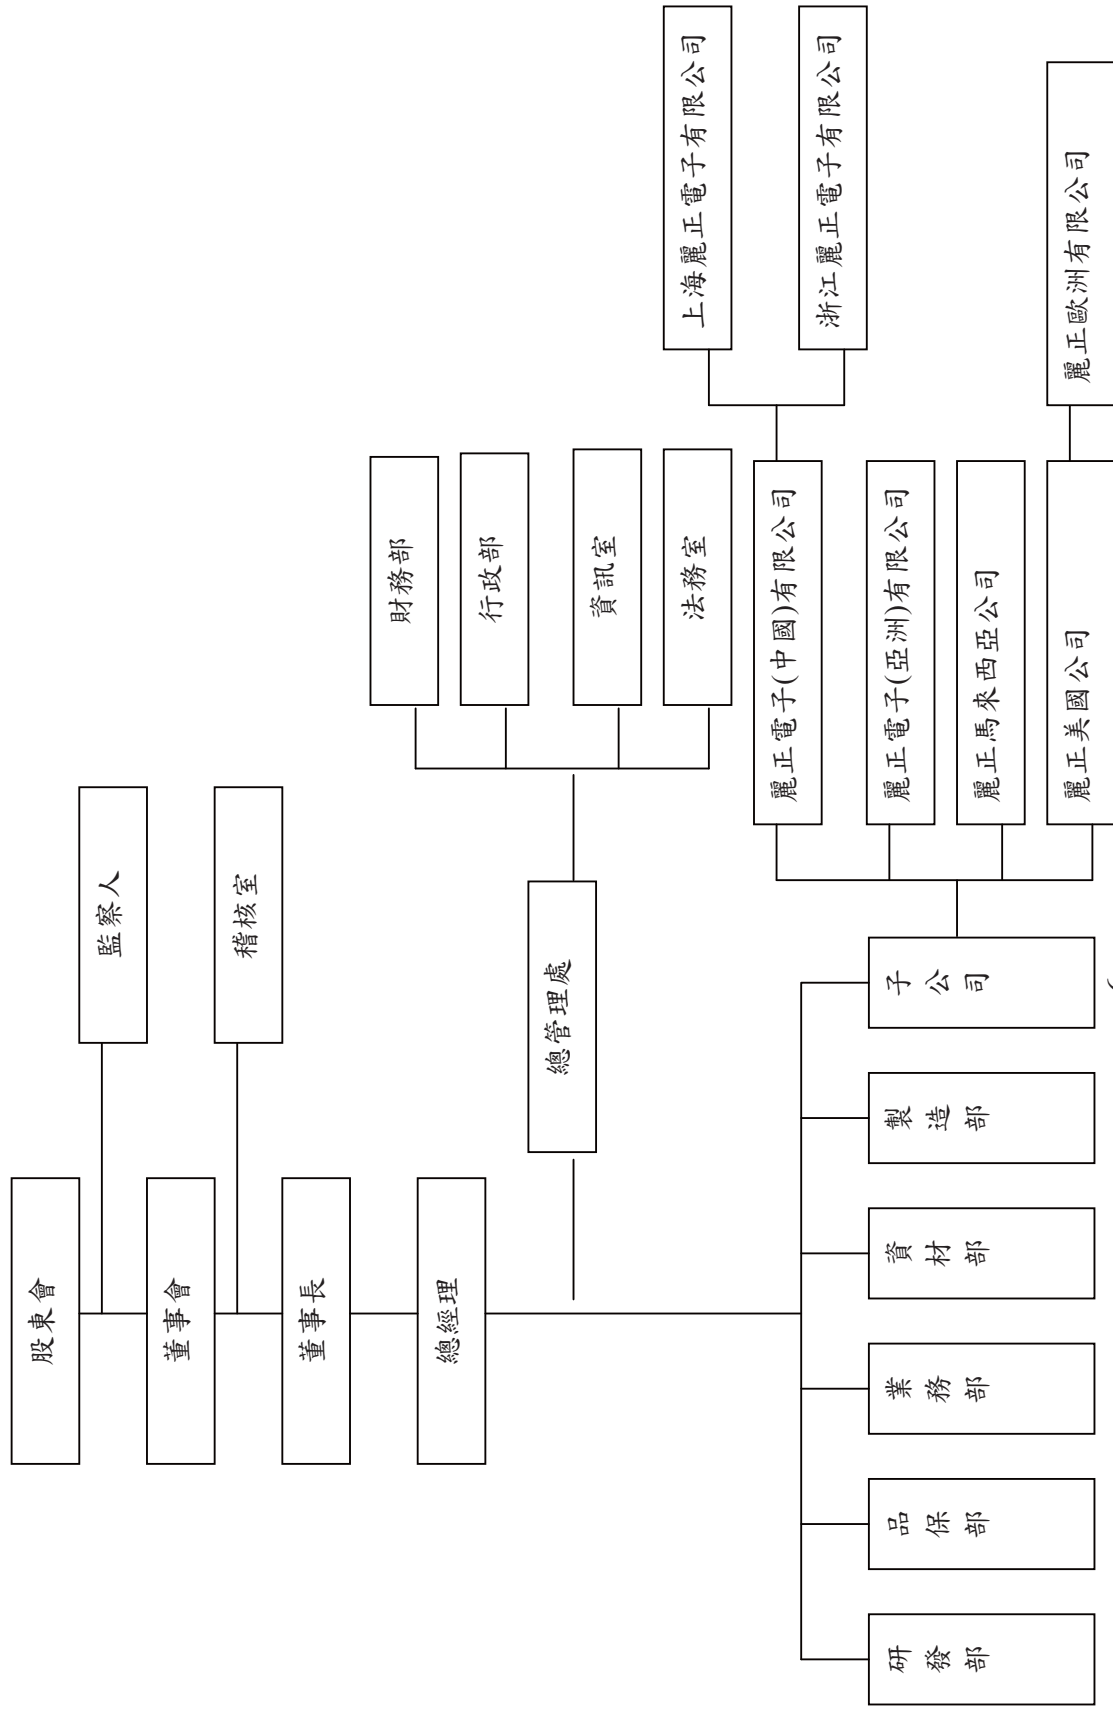 股東會
監察人
董事會
稽核室
董事長
總經理
總管理處
財務部
行政部
資訊室
法務室
研發部
品保部
業務部
資材部
製造部
子公司
麗正電子(中國)有限公司
麗正電子(亞洲)有限公司
麗正馬來西亞公司
麗正美國公司
上海麗正電子有限公司
浙江麗正電子有限公司
麗正歐洲有限公司